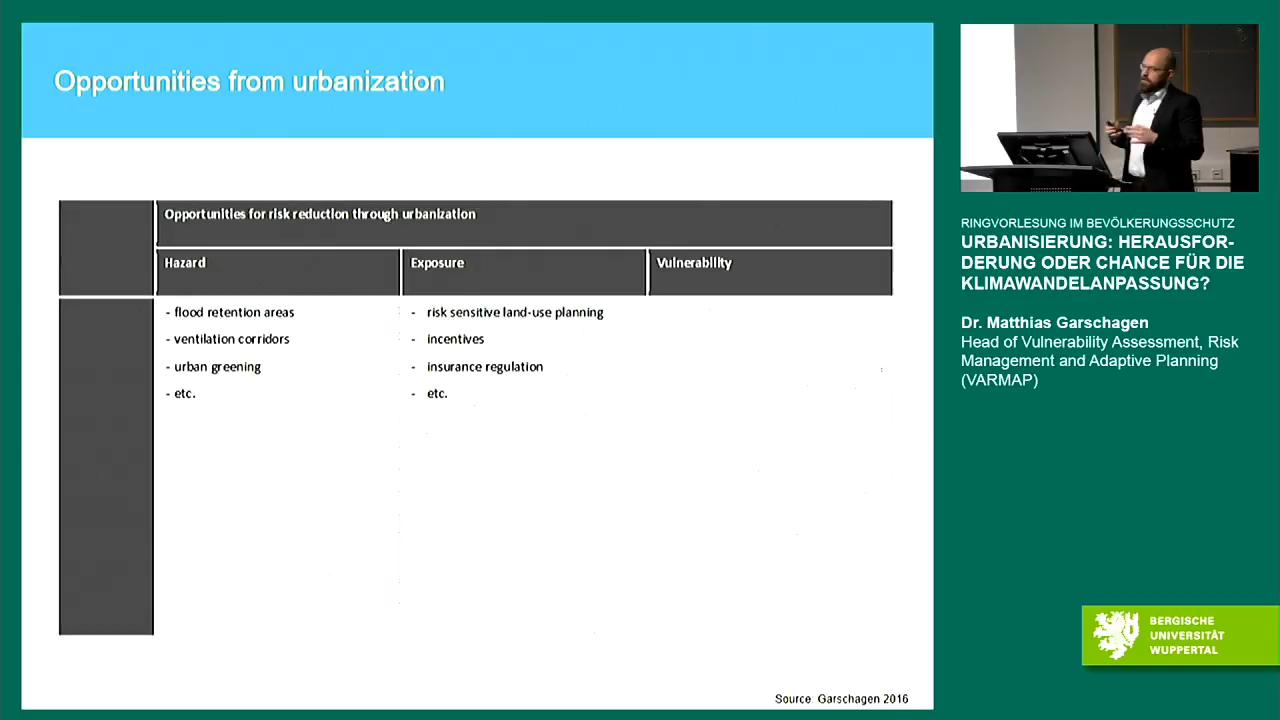 Opportunities from urbanization
Opportunities for risk reduction through urbanization
Hazard
Exposure
Vulnerability
- flood retention areas
- ventilation corridors
- urban greening
- etc.
- risk sensitive land-use planning
- incentives
- insurance regulation
- etc.
Source: Garschagen 2016
RINGVORLESUNG IM BEVÖLKERUNGSSCHUTZ
URBANISIERUNG: HERAUSFOR-
DERUNG ODER CHANCE FÜR DIE
KLIMAWANDELANPASSUNG?
Dr. Matthias Garschagen
Head of Vulnerability Assessment, Risk
Management and Adaptive Planning
(VARMAP)
BERGISCHE
UNIVERSITÄT
WUPPERTAL